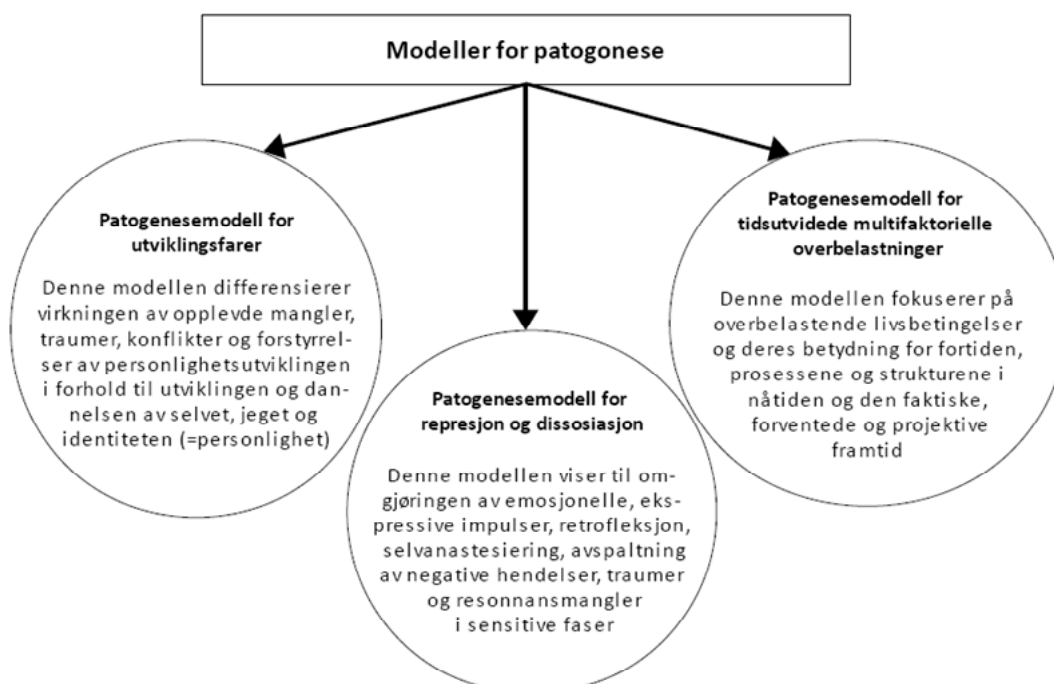 Modeller for patogonese
Patogenesemodell for
utviklingsfarer
Denne modellen differensierer
virkningen av opplevde mangler,
traumer, konflikter og forstyrrel-
ser av personlighetsutviklingen
i forhold til utviklingen og dan-
nelsen av selvet, jeget og
identiteten (=personlighet)
Patogenesemodell for
represjon og dissosiasjon
Denne modellen viser til om-
gjøringen av emosjonelle, eks-
pressive impulser, retrofleksjon,
selvanastesiering, avspaltning
av negative hendelser, traumer
og resonnansmangler
i sensitive faser
Patogenesemodell for
tidsutvidede multifaktorielle
overbelastninger
Denne modellen fokuserer på
overbelastende livsbetingelser
og deres betydning for fortiden,
prosessene og strukturene i
nåtiden og den faktiske,
forventede og projektive
framtid